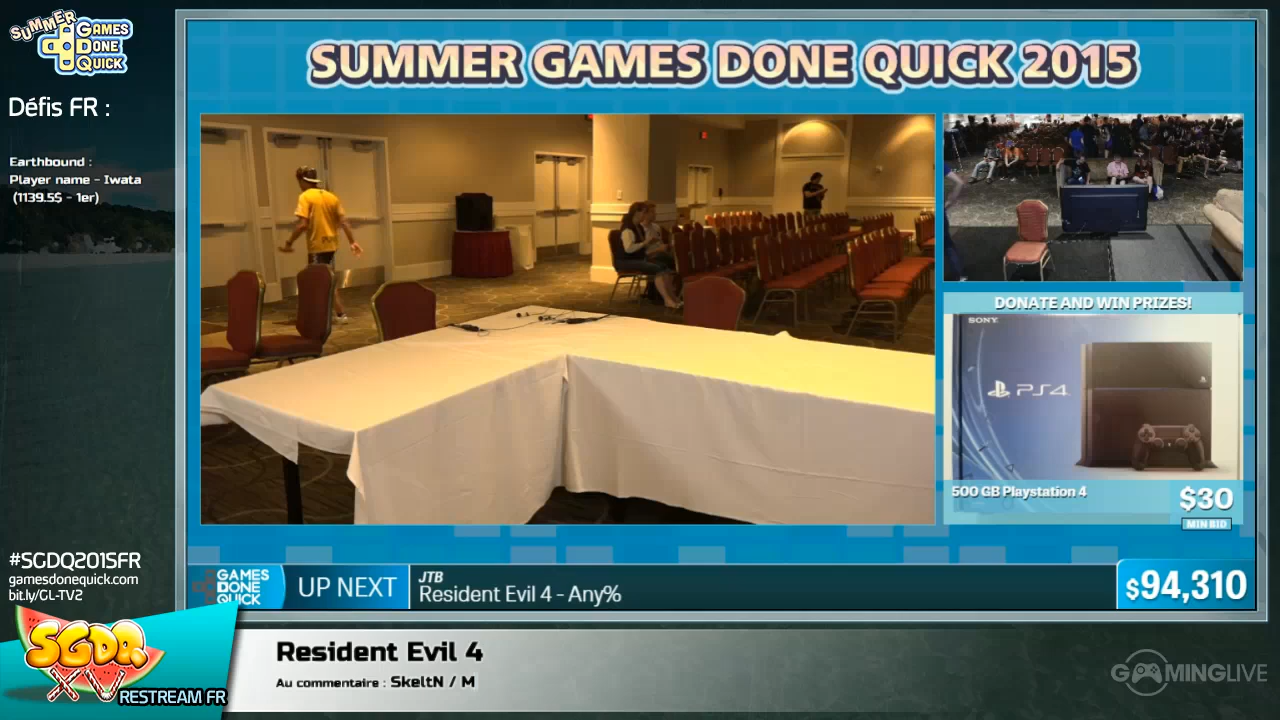 SUMMER
GAMES
DONE
QUICK
Défis FR :
Earthbound :
Player name - Iwata
(1139.5$ - 1er)
SUMMER GAMES DONE QUICK 2015
DONATE AND WIN PRIZES!
SONY
PS4
500 GB Playstation 4
$30
MIN BID
#SGDQ2015FR
gamesdonequick.com
bit.ly/GL-TV2
GAMES
DONE
QUICK
UP NEXT
JTB
Resident Evil 4 - Any%
$94,310
SGDQ
XV
RESTREAM FR
Resident Evil 4
Au commentaire : SkeltN / M
GAMINGLIVE